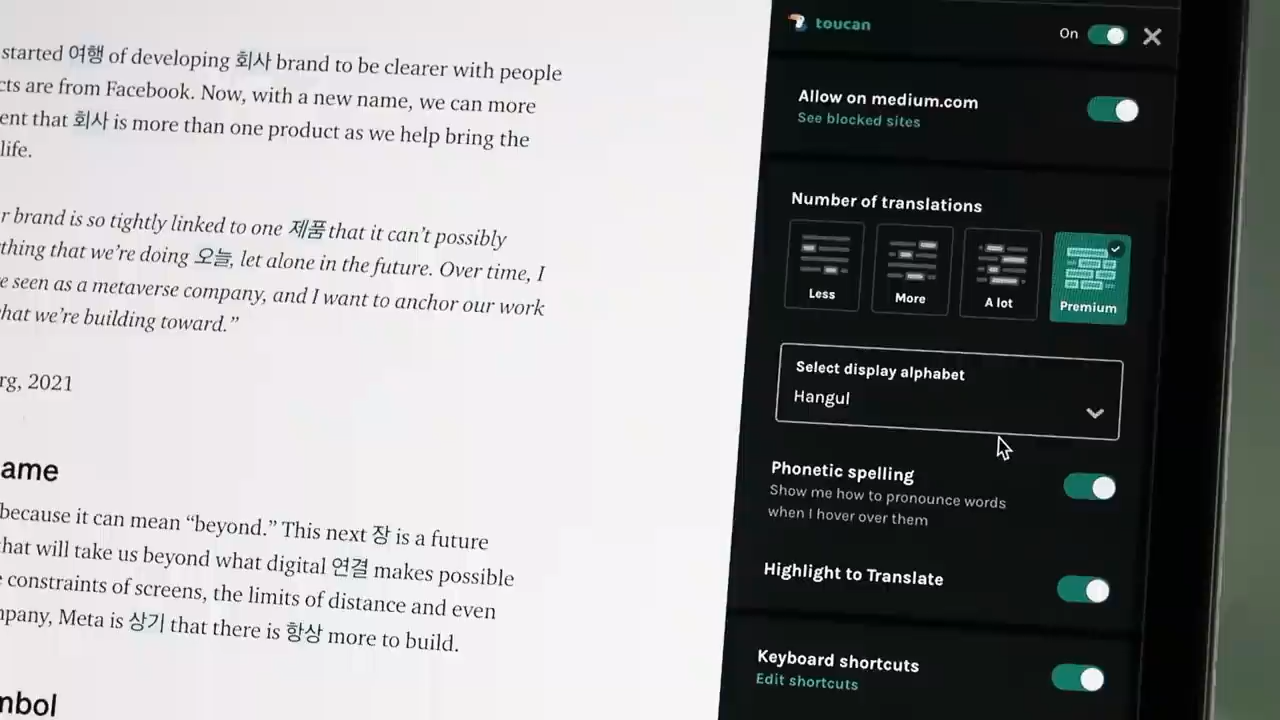 started 여행 of developing 회사 brand to be clearer with people
cts are from Facebook. Now, with a new name, we can more
ent that 회사 is more than one product as we help bring the
life.
r brand is so tightly linked to one 제품 that it can't possibly
thing that we're doing 오늘, let alone in the future. Over time, I
e seen as a metaverse company, and I want to anchor our work
hat we're building toward."
rg, 2021
ame
because it can mean "beyond." This next 장 is a future
hat will take us beyond what digital 연결 makes possible
e constraints of screens, the limits of distance and even
mpany, Meta is 상기 that there is 항상 more to build.
mbol
toucan
On
Allow on medium.com
See blocked sites
Number of translations
Less
More
A lot
Premium
Select display alphabet
Hangul
Phonetic spelling
Show me how to pronounce words
when I hover over them
Highlight to Translate
Keyboard shortcuts
Edit shortcuts